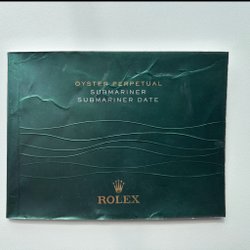 OYSTER PERPETUAL
SUBMARINER
SUBMARINER DATE
ROLEX